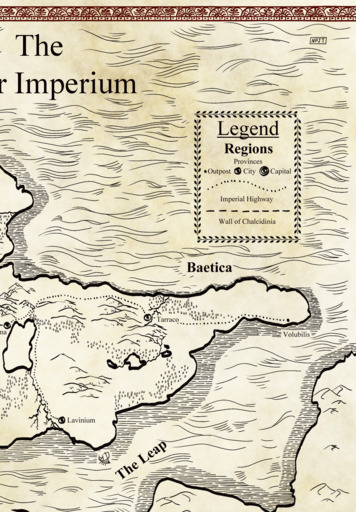 The
r Imperium
Legend
Regions
Provinces
Outpost City Capital
Imperial Highway
Wall of Chalcidinia
Baetica
Tarraco
Volubilis
na
Lavinium
The Leap